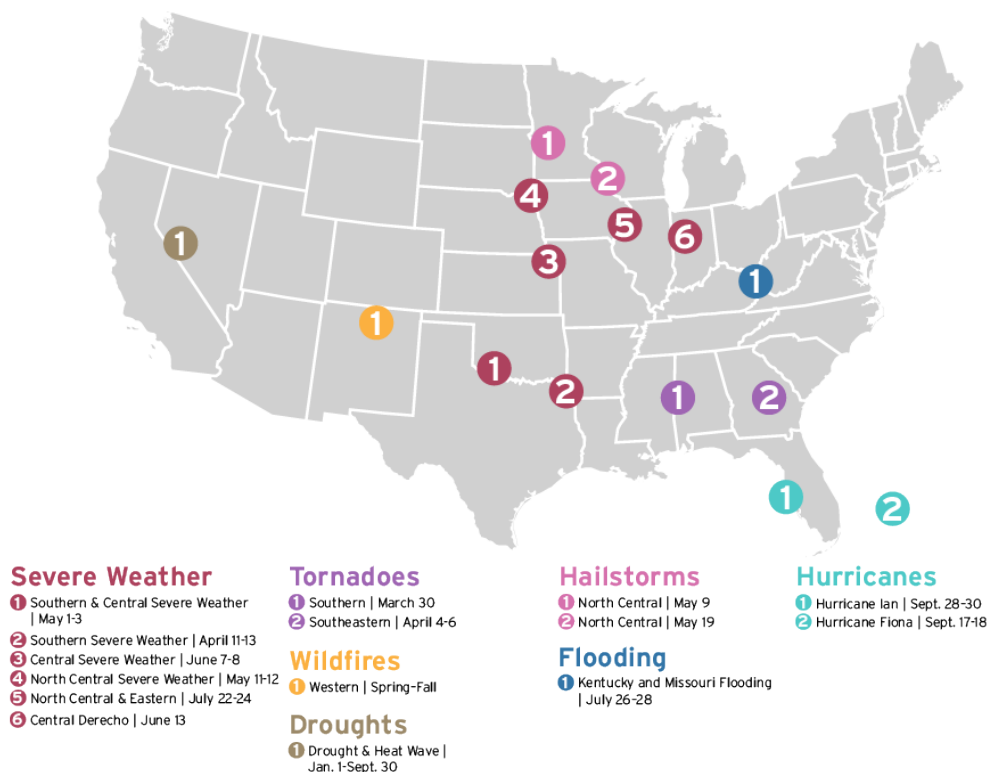 1
2
4
5
6
1
3
1
1
1
2
1
2
1
2
Severe Weather
1 Southern & Central Severe Weather
| May 1-3
2 Southern Severe Weather | April 11-13
3 Central Severe Weather | June 7-8
4 North Central Severe Weather | May 11-12
5 North Central & Eastern | July 22-24
6 Central Derecho | June 13
Tornadoes
1 Southern | March 30
2 Southeastern | April 4-6
Wildfires
1 Western | Spring-Fall
Droughts
1 Drought & Heat Wave |
Jan. 1-Sept. 30
Hailstorms
1 North Central | May 9
2 North Central | May 19
Flooding
1 Kentucky and Missouri Flooding
| July 26-28
Hurricanes
1 Hurricane Ian | Sept. 28-30
2 Hurricane Fiona | Sept. 17-18